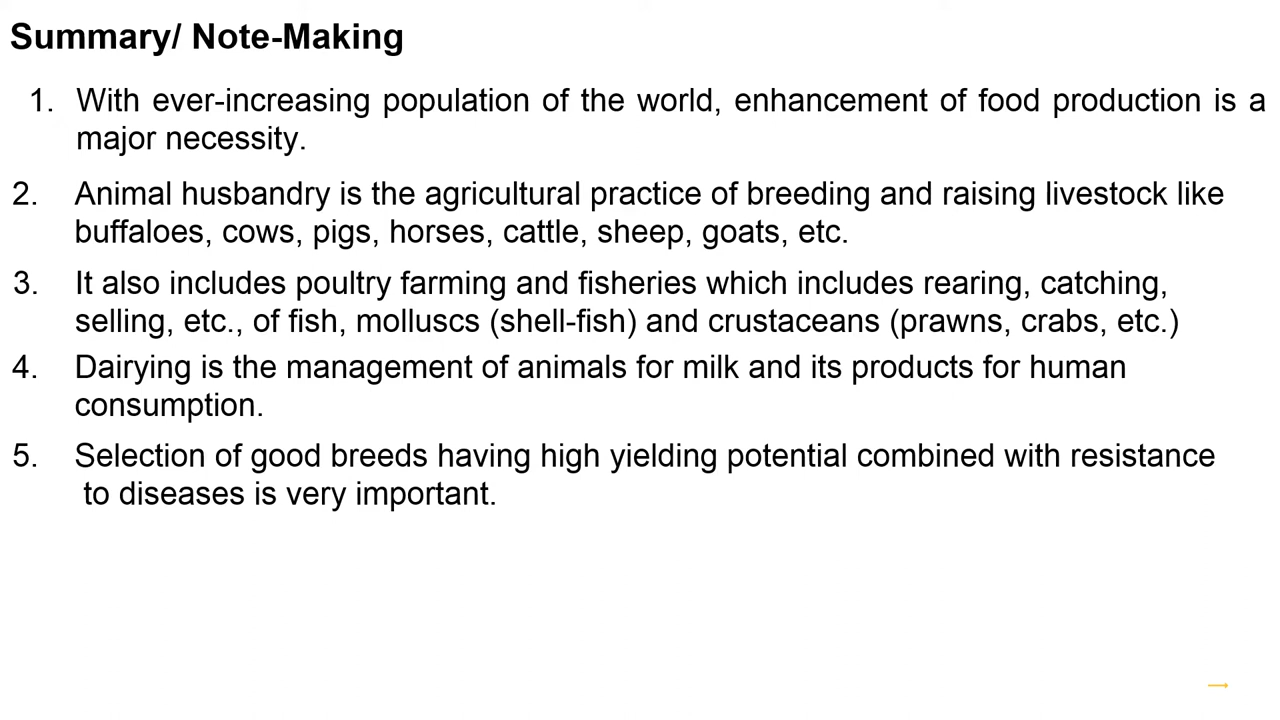 Summary/ Note-Making
1. With ever-increasing population of the world, enhancement of food production is a
major necessity.
2. Animal husbandry is the agricultural practice of breeding and raising livestock like
buffaloes, cows, pigs, horses, cattle, sheep, goats, etc.
3. It also includes poultry farming and fisheries which includes rearing, catching,
selling, etc., of fish, molluscs (shell-fish) and crustaceans (prawns, crabs, etc.)
4. Dairying is the management of animals for milk and its products for human
consumption.
5. Selection of good breeds having high yielding potential combined with resistance
to diseases is very important.